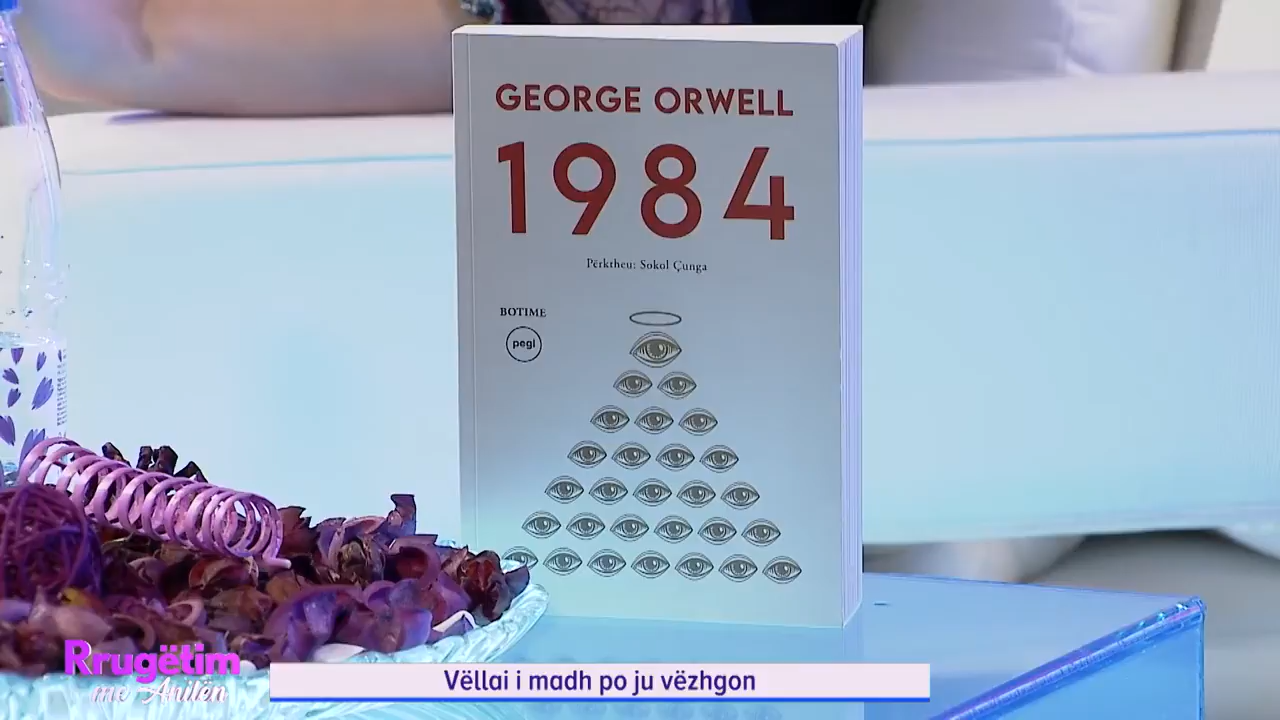 GEORGE ORWELL
1984
Përktheu: Sokol Çunga
BOTIME
pegi
Rrugëtim
me Anilën
Vëllai i madh po ju vëzhgon